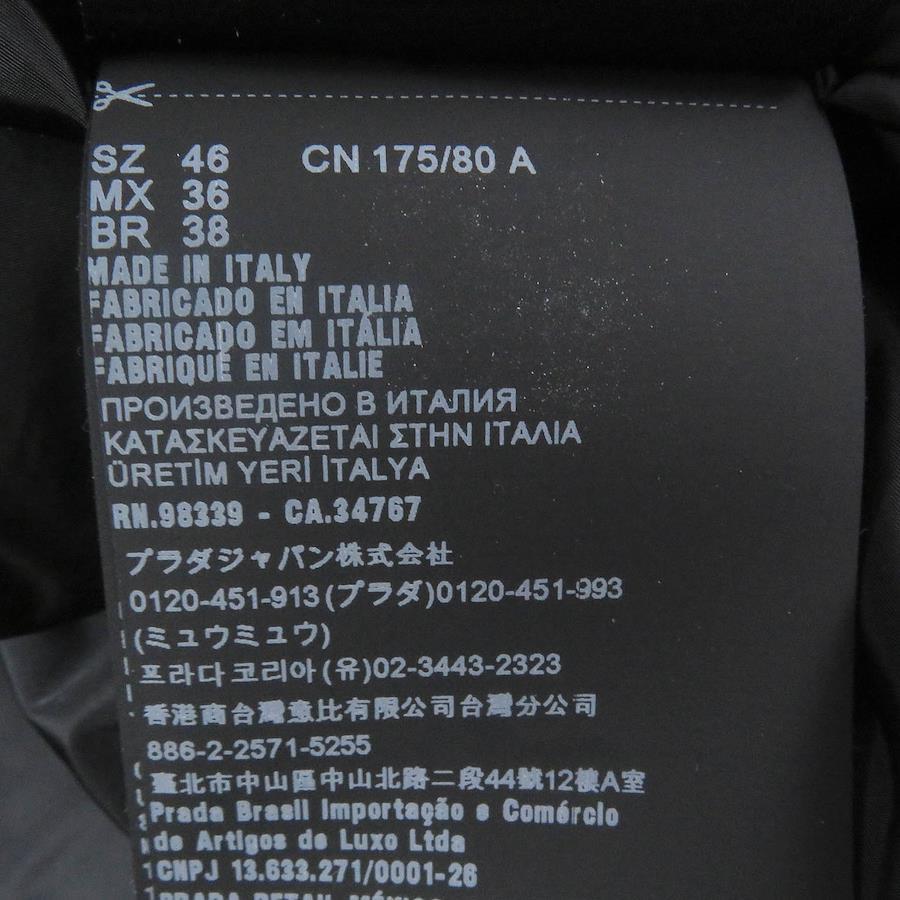 SZ 46 CN 175/80 A
MX 36
BR 38
MADE IN ITALY
FABRICADO EN ITALIA
FABRICADO EM ITÁLIA
FABRIQUÉ EN ITALIE
ПРОИЗВЕДЕНО В ИТАЛИЯ
ΚΑΤΑΣΚΕΥΑΖΕΤΑΙ ΣΤΗΝ ΙΤΑΛΙΑ
ÜRETİM YERİ İTALYA
RN.98339 - CA.34767
プラダジャパン株式会社
0120-451-913(プラダ)0120-451-993
(ミュウミュウ)
프라다코리아(유)02-3443-2323
香港商台灣意比有限公司台灣分公司
886-2-2571-5255
臺北市中山區中山北路二段44號12樓A室
Prada Brasil Importação e Comércio
de Artigos de Luxo Ltda
CNPJ 13.633.271/0001-26
PRADA RETAIL MÉXICO